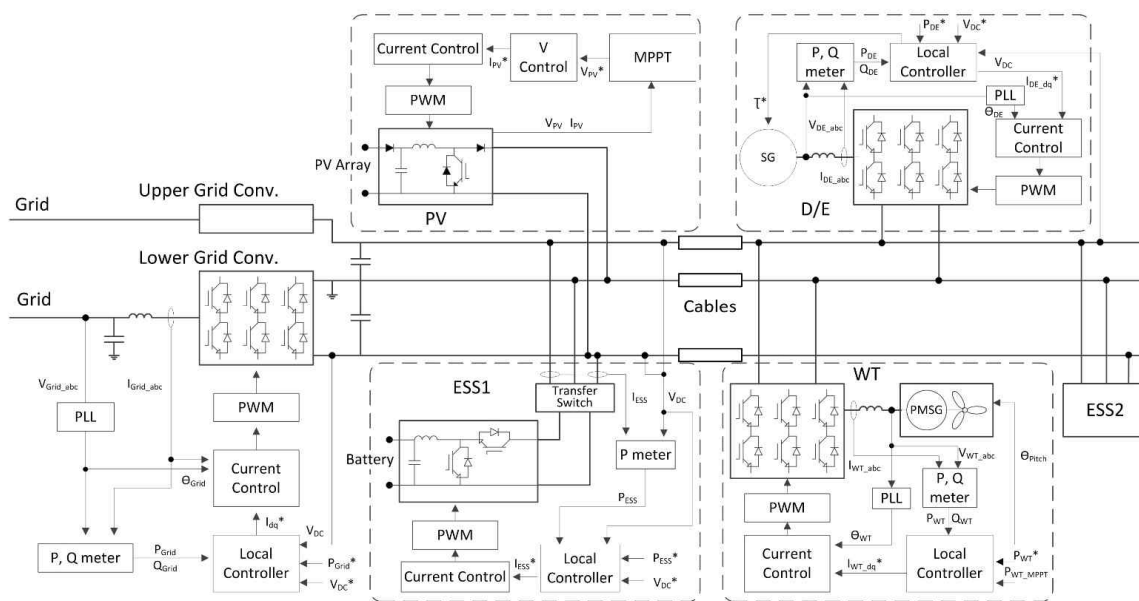 Current Control
I_PV*
V
Control
V_PV*
MPPT
PWM
V_PV I_PV
PV Array
PV
P_DE*
V_DC*
P, Q
meter
P_DE
Q_DE
Local
Controller
V_DC
I_DE_dq*
PLL
Θ_DE
τ*
V_DE_abc
Current
Control
SG
I_DE_abc
PWM
D/E
Upper Grid Conv.
Grid
Lower Grid Conv.
Grid
Cables
V_Grid_abc
I_Grid_abc
PLL
PWM
Θ_Grid
Current
Control
I_dq*
V_DC
P, Q meter
P_Grid
Q_Grid
Local
Controller
P_Grid*
V_DC*
ESS1
Transfer
Switch
I_ESS
V_DC
Battery
P meter
P_ESS
PWM
Current Control
I_ESS*
Local
Controller
P_ESS*
V_DC*
WT
PMSG
ESS2
Θ_Pitch
I_WT_abc
V_WT_abc
P, Q
meter
PLL
PWM
P_WT Q_WT
Θ_WT
Current
Control
I_WT_dq*
Local
Controller
P_WT*
P_WT_MPPT